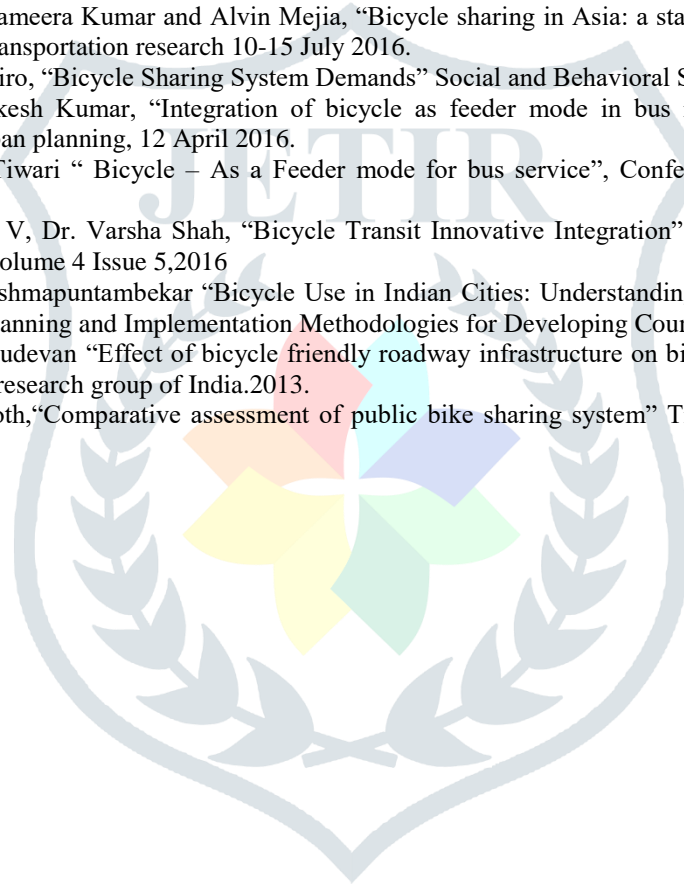 ameera Kumar and Alvin Mejia, “Bicycle sharing in Asia: a sta
ransportation research 10-15 July 2016.
iro, “Bicycle Sharing System Demands” Social and Behavioral S
kesh Kumar, “Integration of bicycle as feeder mode in bus
an planning, 12 April 2016.
Tiwari “ Bicycle – As a Feeder mode for bus service”, Confe
JETIR
V, Dr. Varsha Shah, “Bicycle Transit Innovative Integration”
olume 4 Issue 5,2016
shmapuntambekar “Bicycle Use in Indian Cities: Understandin
anning and Implementation Methodologies for Developing Cour
udevan “Effect of bicycle friendly roadway infrastructure on bi
research group of India.2013.
oth,“Comparative assessment of public bike sharing system” T